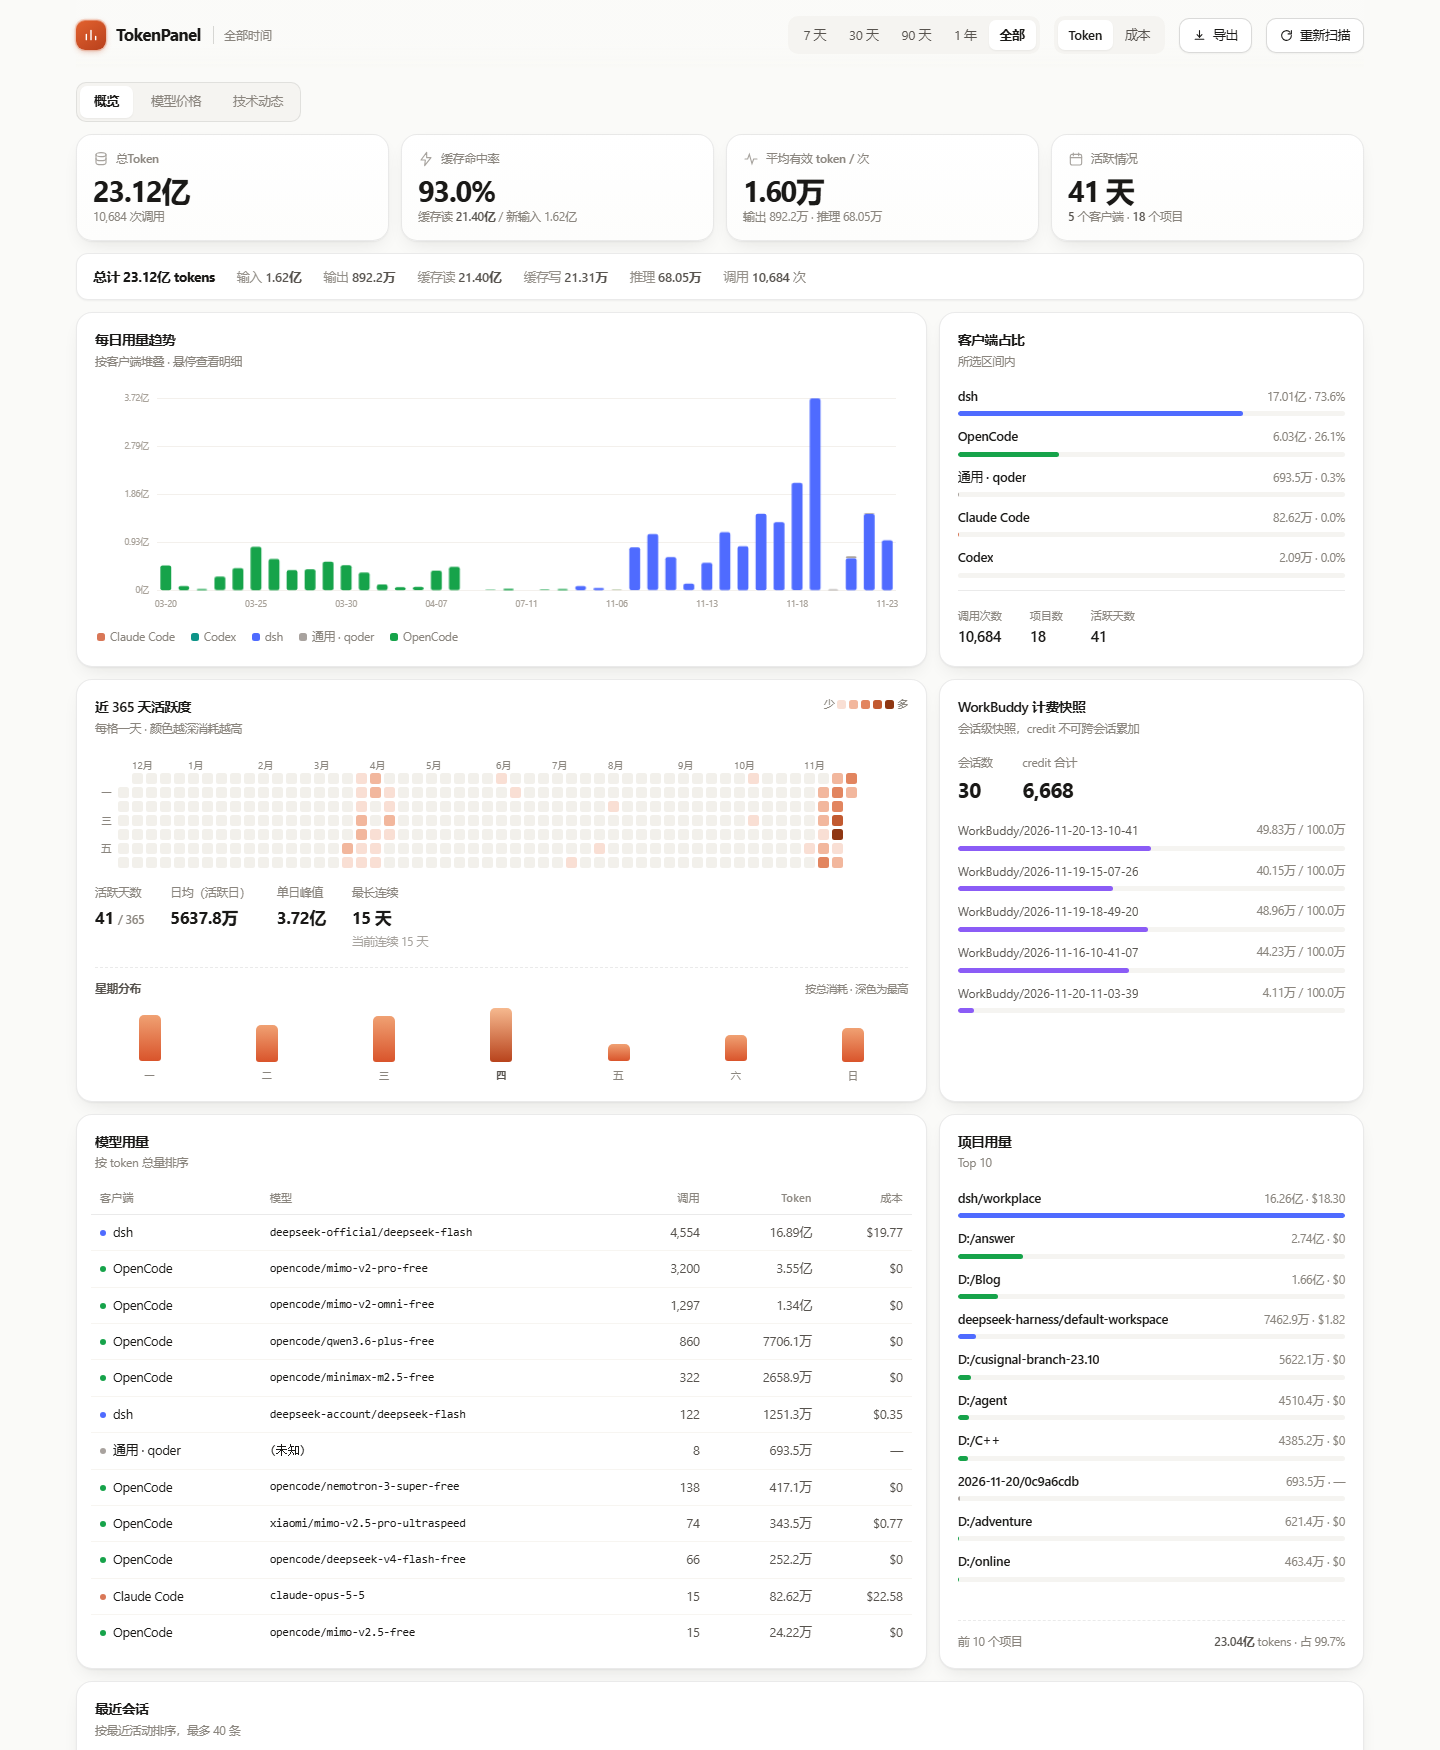 TokenPanel 全部时间
7 天 30 天 90 天 1 年 全部 Token 成本 导出 重新扫描
概览 模型价格 技术动态
总Token
23.12亿
10,684 次调用
缓存命中率
93.0%
缓存读 21.40亿 / 新输入 1.62亿
平均有效 token / 次
1.60万
输出 892.2万 · 推理 68.05万
活跃情况
41 天
5 个客户端 · 18 个项目
总计 23.12亿 tokens 输入 1.62亿 输出 892.2万 缓存读 21.40亿 缓存写 21.31万 推理 68.05万 调用 10,684 次
每日用量趋势
按客户端堆叠 · 悬停查看明细
3.72亿
2.79亿
1.86亿
0.93亿
0亿
03-20 03-25 03-30 04-07 07-11 11-06 11-13 11-18 11-23
Claude Code Codex dsh 通用 · qoder OpenCode
客户端占比
所选区间内
dsh 17.01亿 · 73.6%
OpenCode 6.03亿 · 26.1%
通用 · qoder 693.5万 · 0.3%
Claude Code 82.62万 · 0.0%
Codex 2.09万 · 0.0%
调用次数 项目数 活跃天数
10,684 18 41
近 365 天活跃度
每格一天 · 颜色越深消耗越高
少 多
12月 1月 2月 3月 4月 5月 6月 7月 8月 9月 10月 11月
一
三
五
活跃天数 日均（活跃日） 单日峰值 最长连续
41 / 365 5637.8万 3.72亿 15 天
当前连续 15 天
星期分布 按总消耗 · 深色为最高
一 二 三 四 五 六 日
WorkBuddy 计费快照
会话级快照，credit 不可跨会话累加
会话数 credit 合计
30 6,668
WorkBuddy/2026-11-20-13-10-41 49.83万 / 100.0万
WorkBuddy/2026-11-19-15-07-26 40.15万 / 100.0万
WorkBuddy/2026-11-19-18-49-20 48.96万 / 100.0万
WorkBuddy/2026-11-16-10-41-07 44.23万 / 100.0万
WorkBuddy/2026-11-20-11-03-39 4.11万 / 100.0万
模型用量
按 token 总量排序
客户端 模型 调用 Token 成本
dsh deepseek-official/deepseek-flash 4,554 16.89亿 $19.77
OpenCode opencode/mimo-v2-pro-free 3,200 3.55亿 $0
OpenCode opencode/mimo-v2-omni-free 1,297 1.34亿 $0
OpenCode opencode/qwen3.6-plus-free 860 7706.1万 $0
OpenCode opencode/minimax-m2.5-free 322 2658.9万 $0
dsh deepseek-account/deepseek-flash 122 1251.3万 $0.35
通用 · qoder （未知） 8 693.5万 —
OpenCode opencode/nemotron-3-super-free 138 417.1万 $0
OpenCode xiaomi/mimo-v2.5-pro-ultraspeed 74 343.5万 $0.77
OpenCode opencode/deepseek-v4-flash-free 66 252.2万 $0
Claude Code claude-opus-5-5 15 82.62万 $22.58
OpenCode opencode/mimo-v2.5-free 15 24.22万 $0
项目用量
Top 10
dsh/workplace 16.26亿 · $18.30
D:/answer 2.74亿 · $0
D:/Blog 1.66亿 · $0
deepseek-harness/default-workspace 7462.9万 · $1.82
D:/cusignal-branch-23.10 5622.1万 · $0
D:/agent 4510.4万 · $0
D:/C++ 4385.2万 · $0
2026-11-20/0c9a6cdb 693.5万 · —
D:/adventure 621.4万 · $0
D:/online 463.4万 · $0
前 10 个项目 23.04亿 tokens · 占 99.7%
最近会话
按最近活动排序，最多 40 条